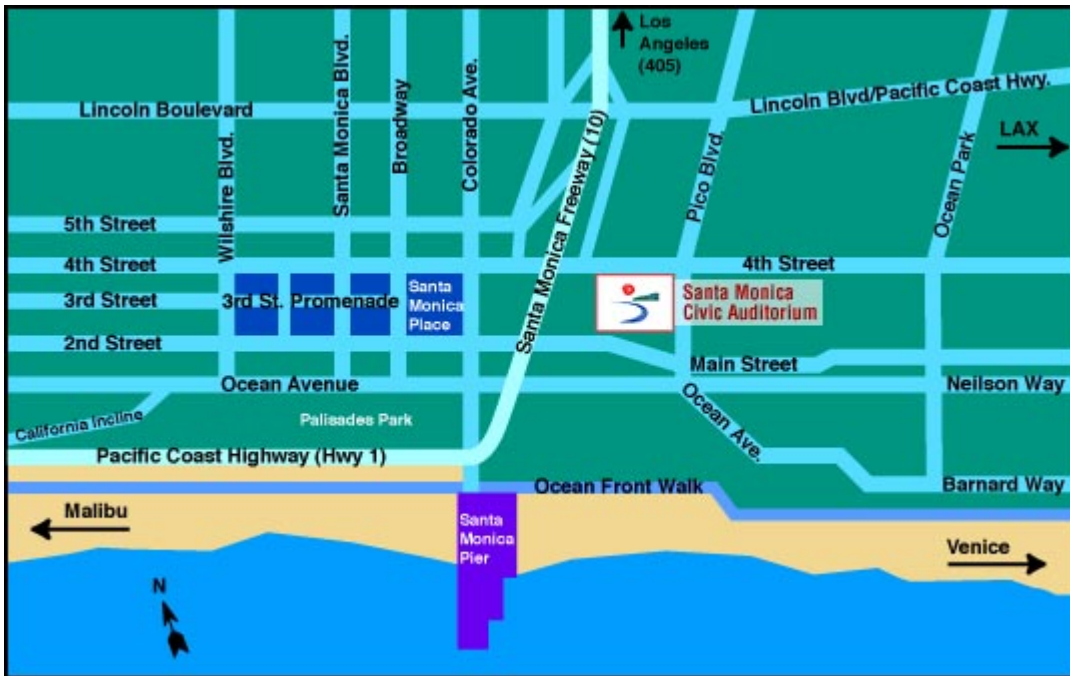 Los
Angeles
(405)
Lincoln Boulevard
Lincoln Blvd/Pacific Coast Hwy.
LAX
Wilshire Blvd.
Santa Monica Blvd.
Broadway
Colorado Ave.
Santa Monica Freeway (10)
Pico Blvd.
Ocean Park
5th Street
4th Street
4th Street
3rd Street
3rd St. Promenade
Santa
Monica
Place
Santa Monica
Civic Auditorium
2nd Street
Main Street
Ocean Avenue
Neilson Way
California Incline
Palisades Park
Ocean Ave.
Pacific Coast Highway (Hwy 1)
Ocean Front Walk
Barnard Way
Malibu
Santa
Monica
Pier
Venice
N